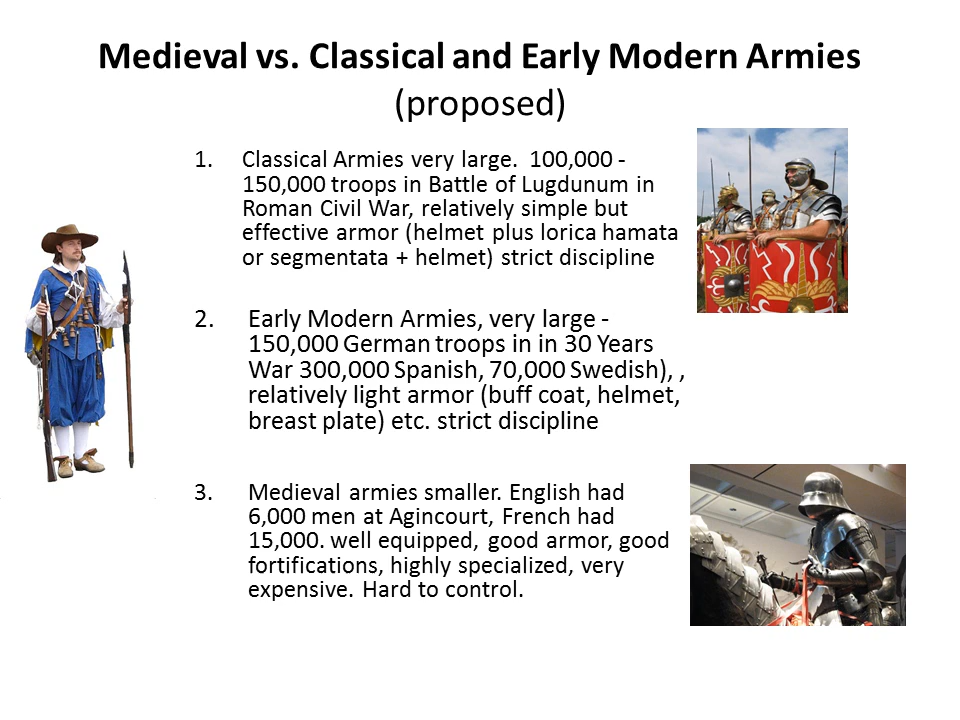 Medieval vs. Classical and Early Modern Armies
(proposed)
1. Classical Armies very large. 100,000 -
150,000 troops in Battle of Lugdunum in
Roman Civil War, relatively simple but
effective armor (helmet plus lorica hamata
or segmentata + helmet) strict discipline
2. Early Modern Armies, very large -
150,000 German troops in in 30 Years
War 300,000 Spanish, 70,000 Swedish), ,
relatively light armor (buff coat, helmet,
breast plate) etc. strict discipline
3. Medieval armies smaller. English had
6,000 men at Agincourt, French had
15,000. well equipped, good armor, good
fortifications, highly specialized, very
expensive. Hard to control.